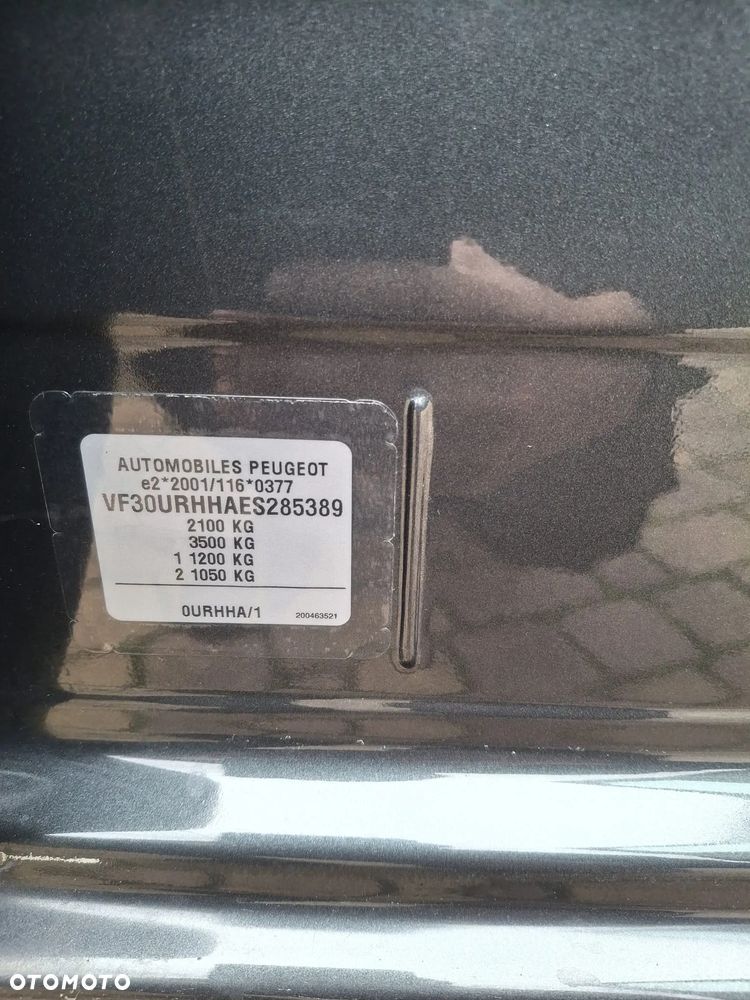 AUTOMOBILES PEUGEOT
e2*2001/116*0377
VF30URHHAES285389
2100 KG
3500 KG
1 1200 KG
2 1050 KG
0URHHA/1 200463521
OTOMOTO